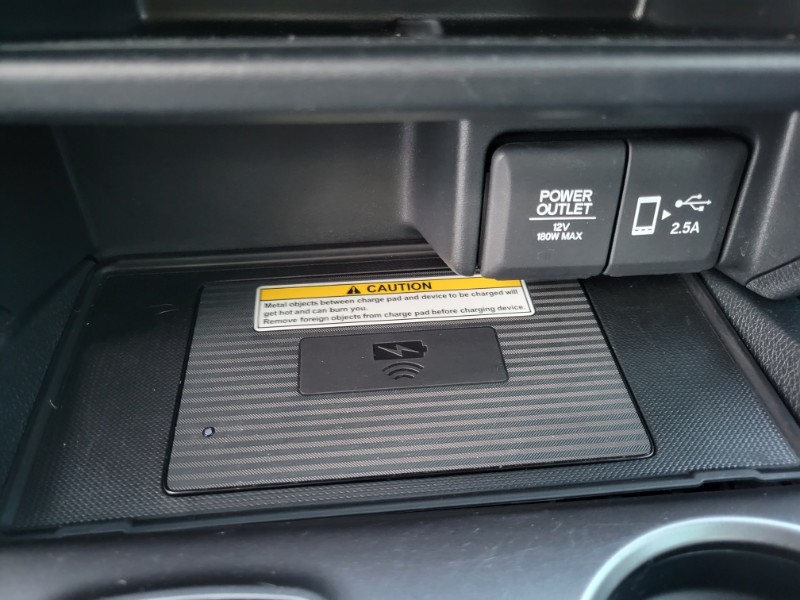 POWER
OUTLET
12V
180W MAX
2.5A
CAUTION
Metal objects between charge pad and device to be charged will
get hot and can burn you.
Remove foreign objects from charge pad before charging device.